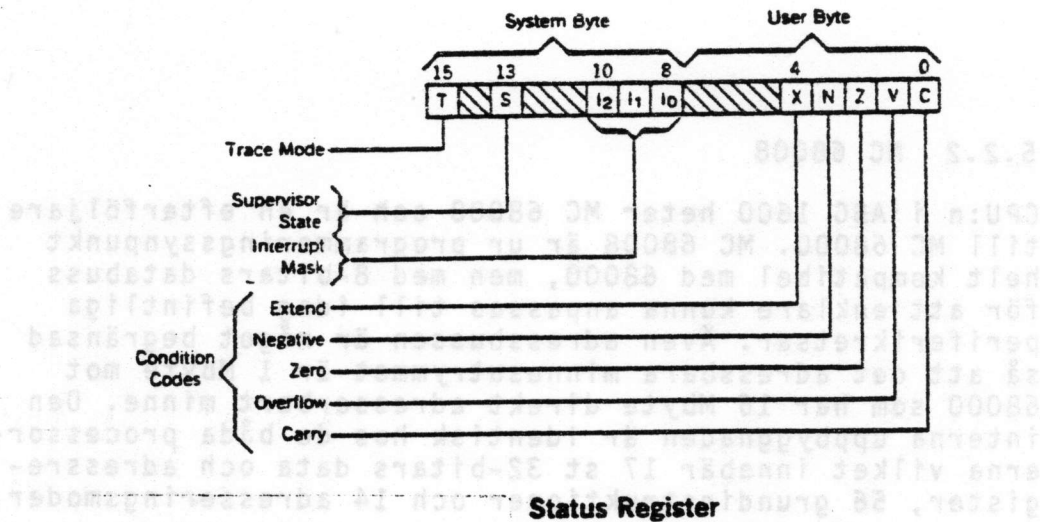 System Byte
User Byte
15 13 10 8 4 0
T S I2 I1 I0 X N Z V C
Trace Mode
Supervisor
State
Interrupt
Mask
Extend
Negative
Condition
Codes
Zero
Overflow
Carry
Status Register
5.2.2 MC 68008
CPU:n i ABC 1600 heter MC 68008 och är en efterföljare
till MC 68000. MC 68008 är ur programmeringssynpunkt
helt kompatibel med 68000, men med 8-bitars databuss
för att enklare kunna anpassas till befintliga
periferikretsar. Även adressbussen är något begränsad
så att det adresserbara minnesutrymmet är 1 Mbyte mot
68000 som har 16 Mbyte direkt adresserbart minne. Den
interna uppbyggnaden är identisk hos båda processor-
erna vilket innebär 17 st 32-bitars data och adressre-
gister, 56 grundinstruktioner och 14 adresseringsmoder